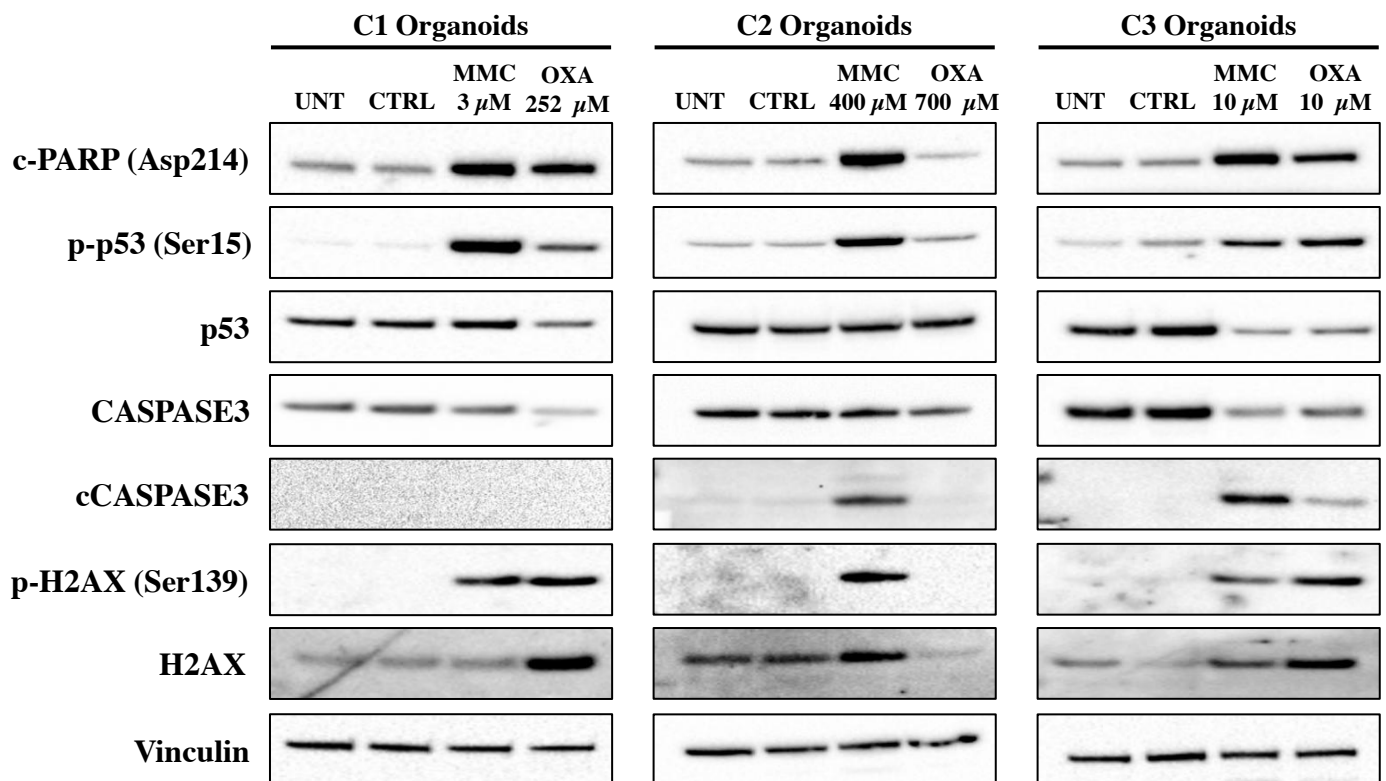 C1 Organoids C2 Organoids C3 Organoids
MMC OXA MMC OXA MMC OXA
UNT CTRL 3 µM 252 µM UNT CTRL 400 µM 700 µM UNT CTRL 10 µM 10 µM
c-PARP (Asp214)
p-p53 (Ser15)
p53
CASPASE3
cCASPASE3
p-H2AX (Ser139)
H2AX
Vinculin